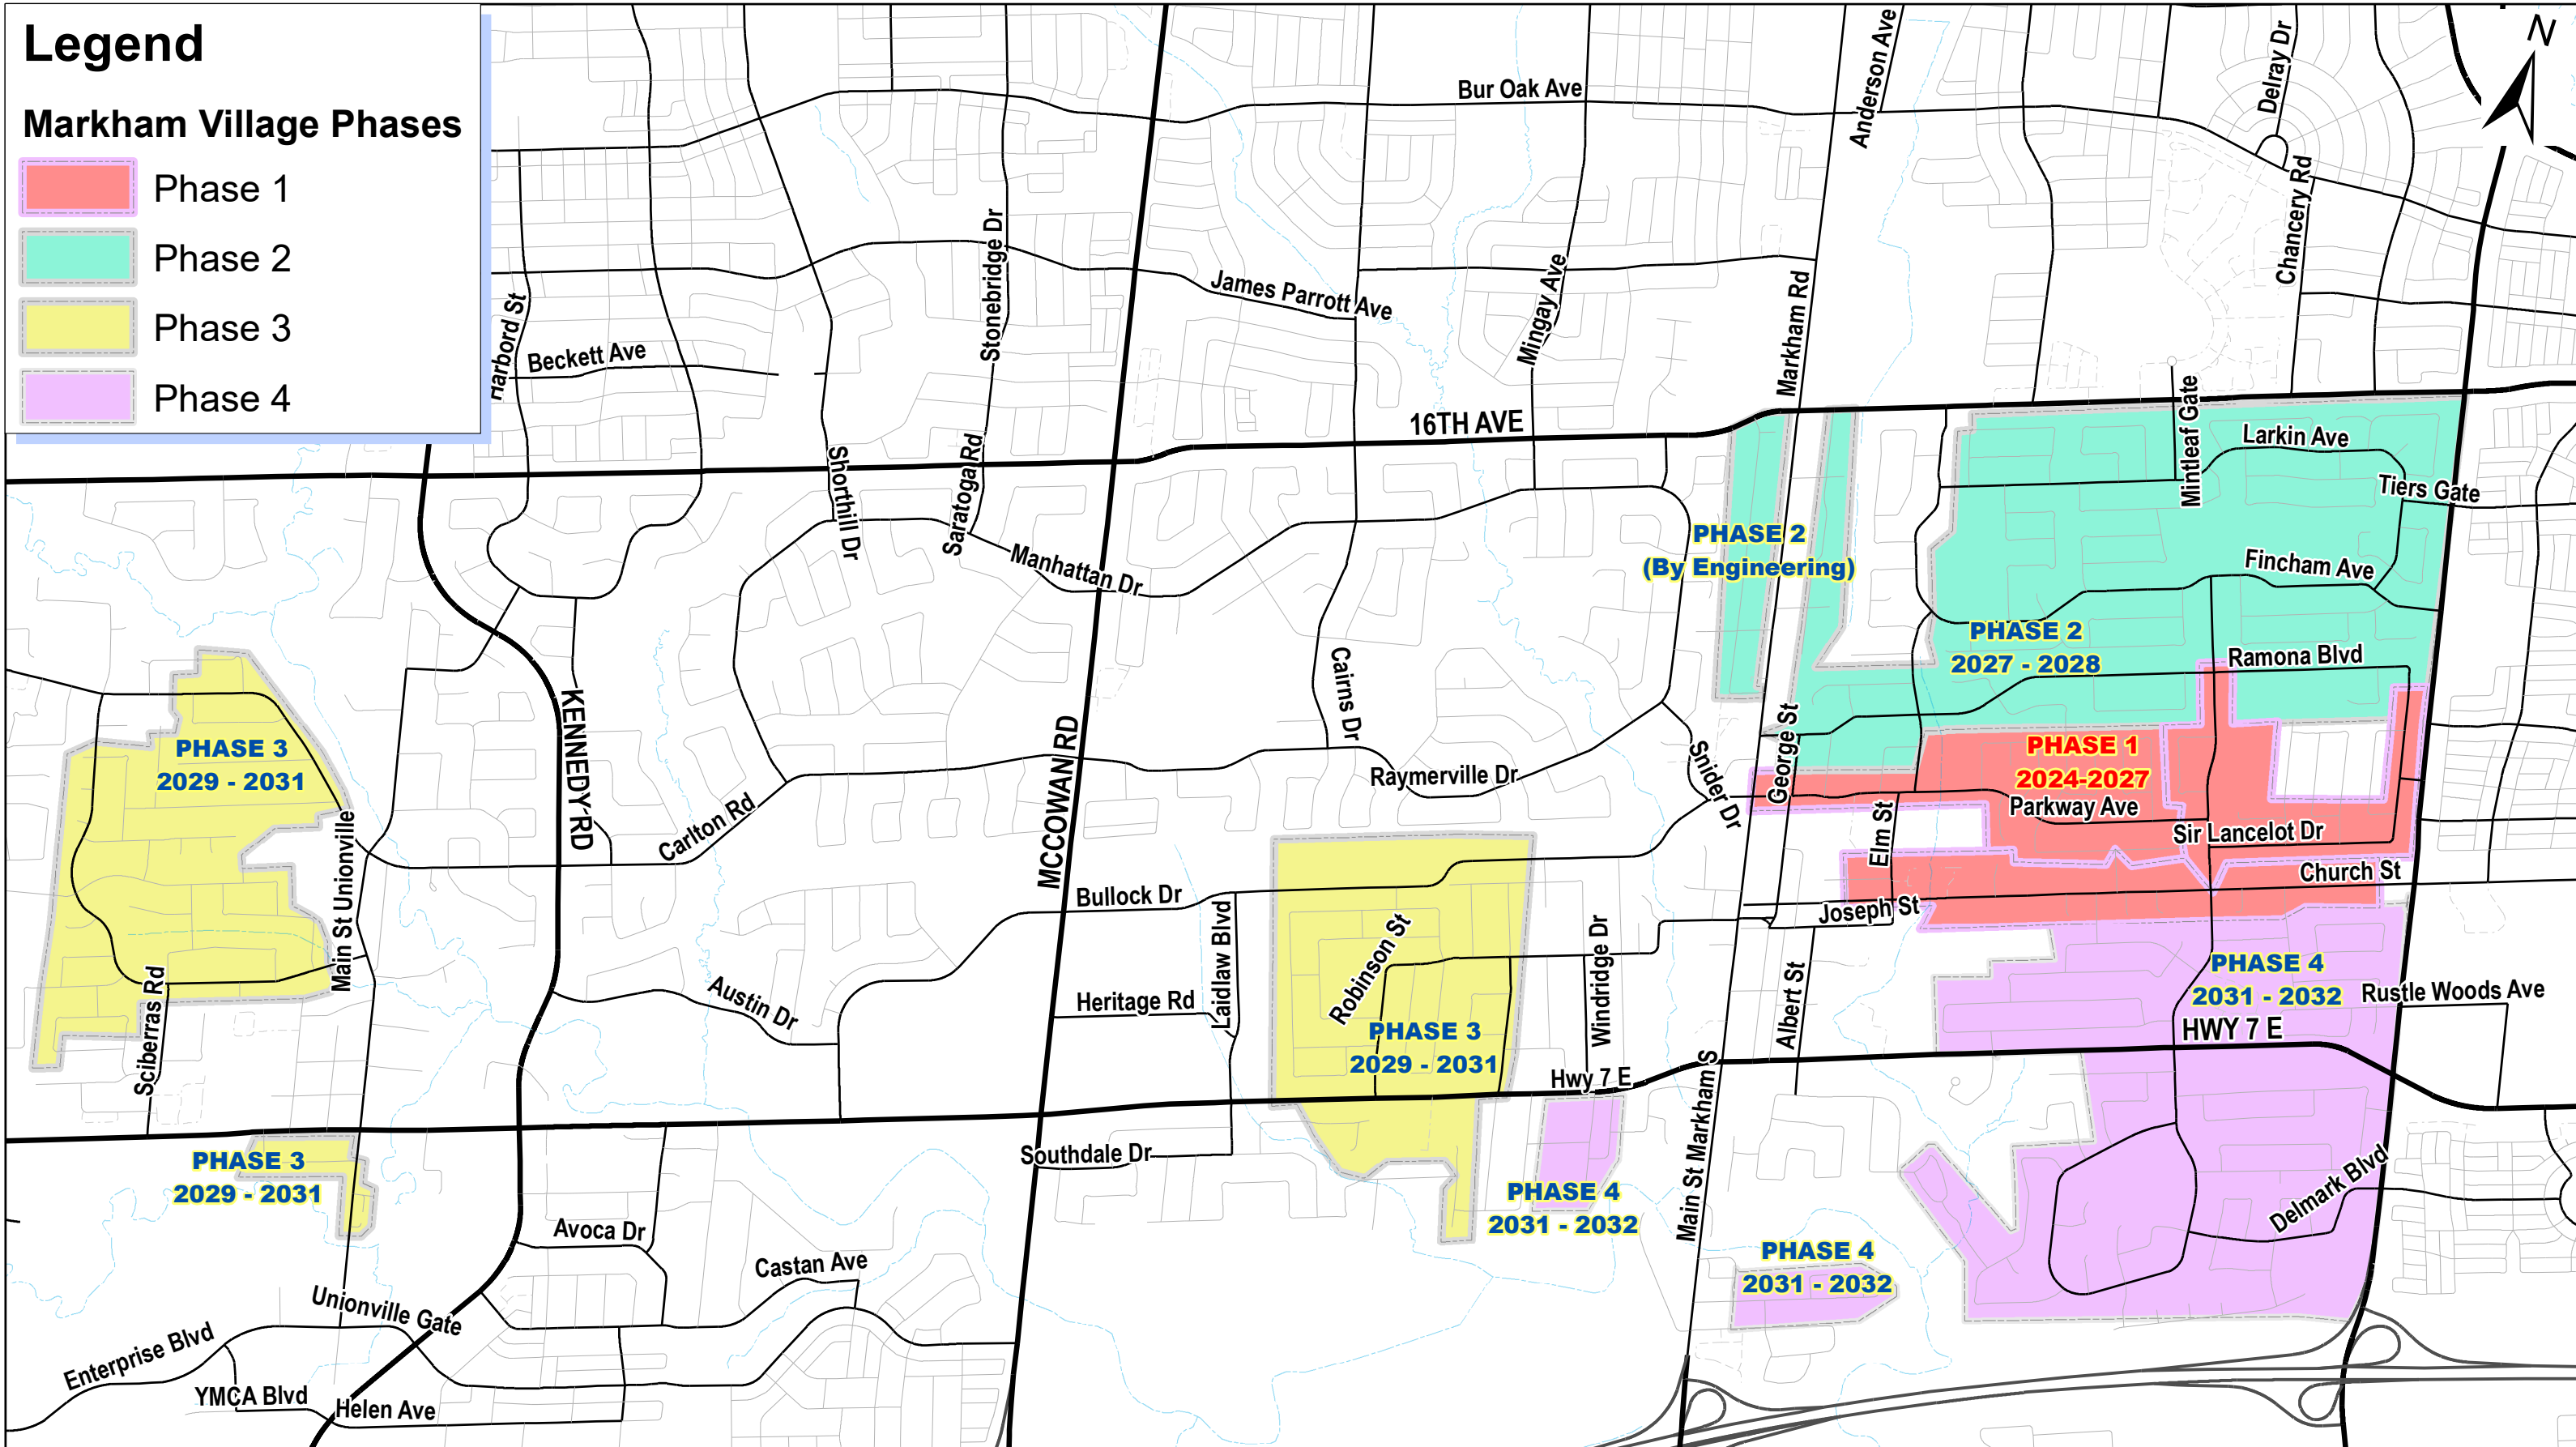 Legend
Markham Village Phases
Phase 1
Phase 2
Phase 3
Phase 4
N
Bur Oak Ave
Anderson Ave
Delray Dr
Chancery Rd
Stonebridge Dr
James Parrott Ave
Mingay Ave
Markham Rd
Harbord St
Beckett Ave
16TH AVE
Mintleaf Gate
Larkin Ave
Tiers Gate
Shorthill Dr
Saratoga Rd
Manhattan Dr
PHASE 2
(By Engineering)
Fincham Ave
PHASE 2
2027 - 2028
Ramona Blvd
Cairns Dr
KENNEDY RD
MCCOWAN RD
George St
Snider Dr
PHASE 3
2029 - 2031
PHASE 1
2024-2027
Raymerville Dr
Parkway Ave
Carlton Rd
Elm St
Sir Lancelot Dr
Main St Unionville
Church St
Bullock Dr
Joseph St
Laidlaw Blvd
Robinson St
Windridge Dr
Albert St
Sciberras Rd
Austin Dr
Heritage Rd
PHASE 4
2031 - 2032
Rustle Woods Ave
HWY 7 E
PHASE 3
2029 - 2031
Hwy 7 E
Main St Markham S
Southdale Dr
PHASE 3
2029 - 2031
PHASE 4
2031 - 2032
Delmark Blvd
Avoca Dr
Castan Ave
PHASE 4
2031 - 2032
Unionville Gate
Enterprise Blvd
YMCA Blvd
Helen Ave